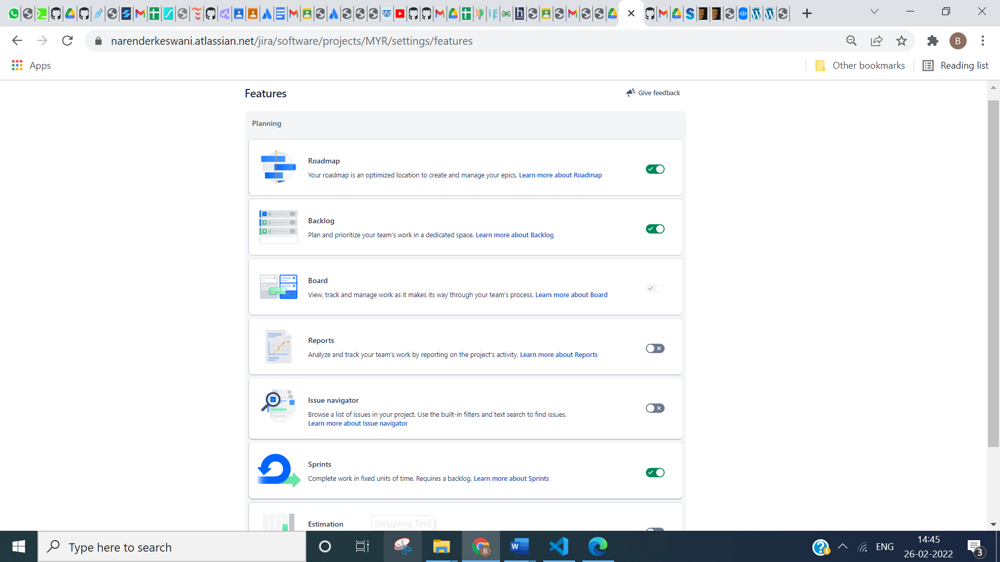 narenderkeswani.atlassian.net/jira/software/projects/MYR/settings/features
B
Apps
Other bookmarks
Reading list
Features
Give feedback
Planning
Roadmap
Your roadmap is an optimized location to create and manage your epics. Learn more about Roadmap
Backlog
Plan and prioritize your team's work in a dedicated space. Learn more about Backlog
Board
View, track and manage work as it makes its way through your team's process. Learn more about Board
Reports
Analyze and track your team's work by reporting on the project's activity. Learn more about Reports
Issue navigator
Browse a list of issues in your project. Use the built-in filters and text search to find issues.
Learn more about Issue navigator
Sprints
Complete work in fixed units of time. Requires a backlog. Learn more about Sprints
Estimation
Snipping Tool
Type here to search
ENG
14:45
26-02-2022
3